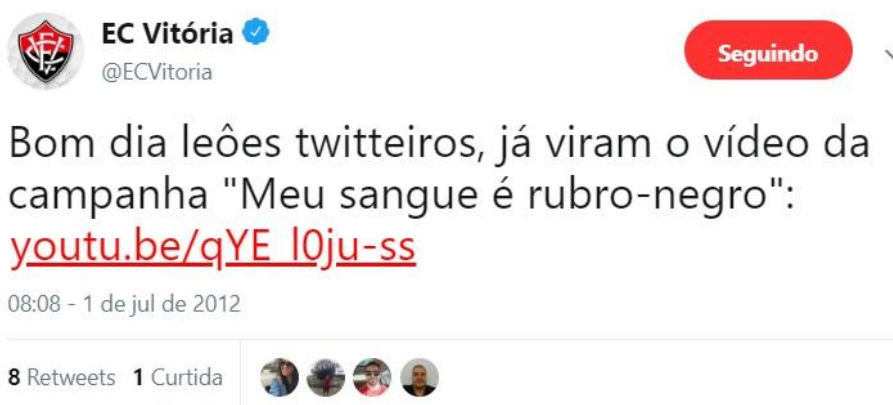 EC Vitória
@ECVitoria
Seguindo
Bom dia leôes twitteiros, já viram o vídeo da
campanha "Meu sangue é rubro-negro":
youtu.be/qYE_l0ju-ss
08:08 - 1 de jul de 2012
8 Retweets 1 Curtida